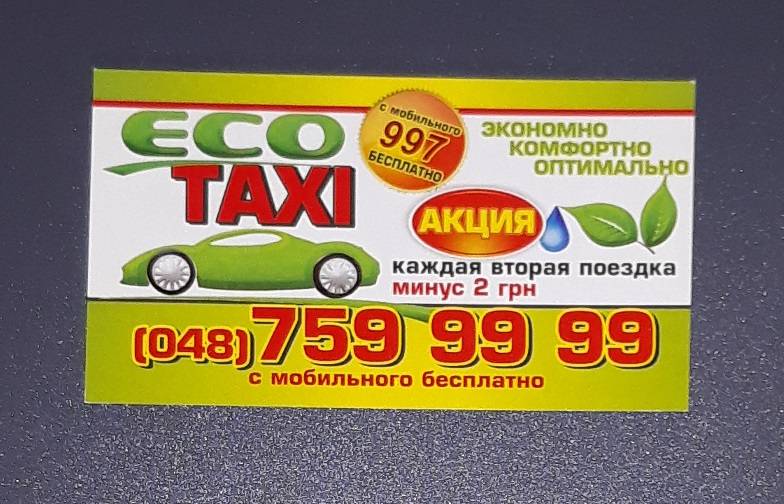 ECO
TAXI
с мобильного
997
БЕСПЛАТНО
ЭКОНОМНО
КОМФОРТНО
ОПТИМАЛЬНО
АКЦИЯ
каждая вторая поездка
минус 2 грн
(048) 759 99 99
с мобильного бесплатно